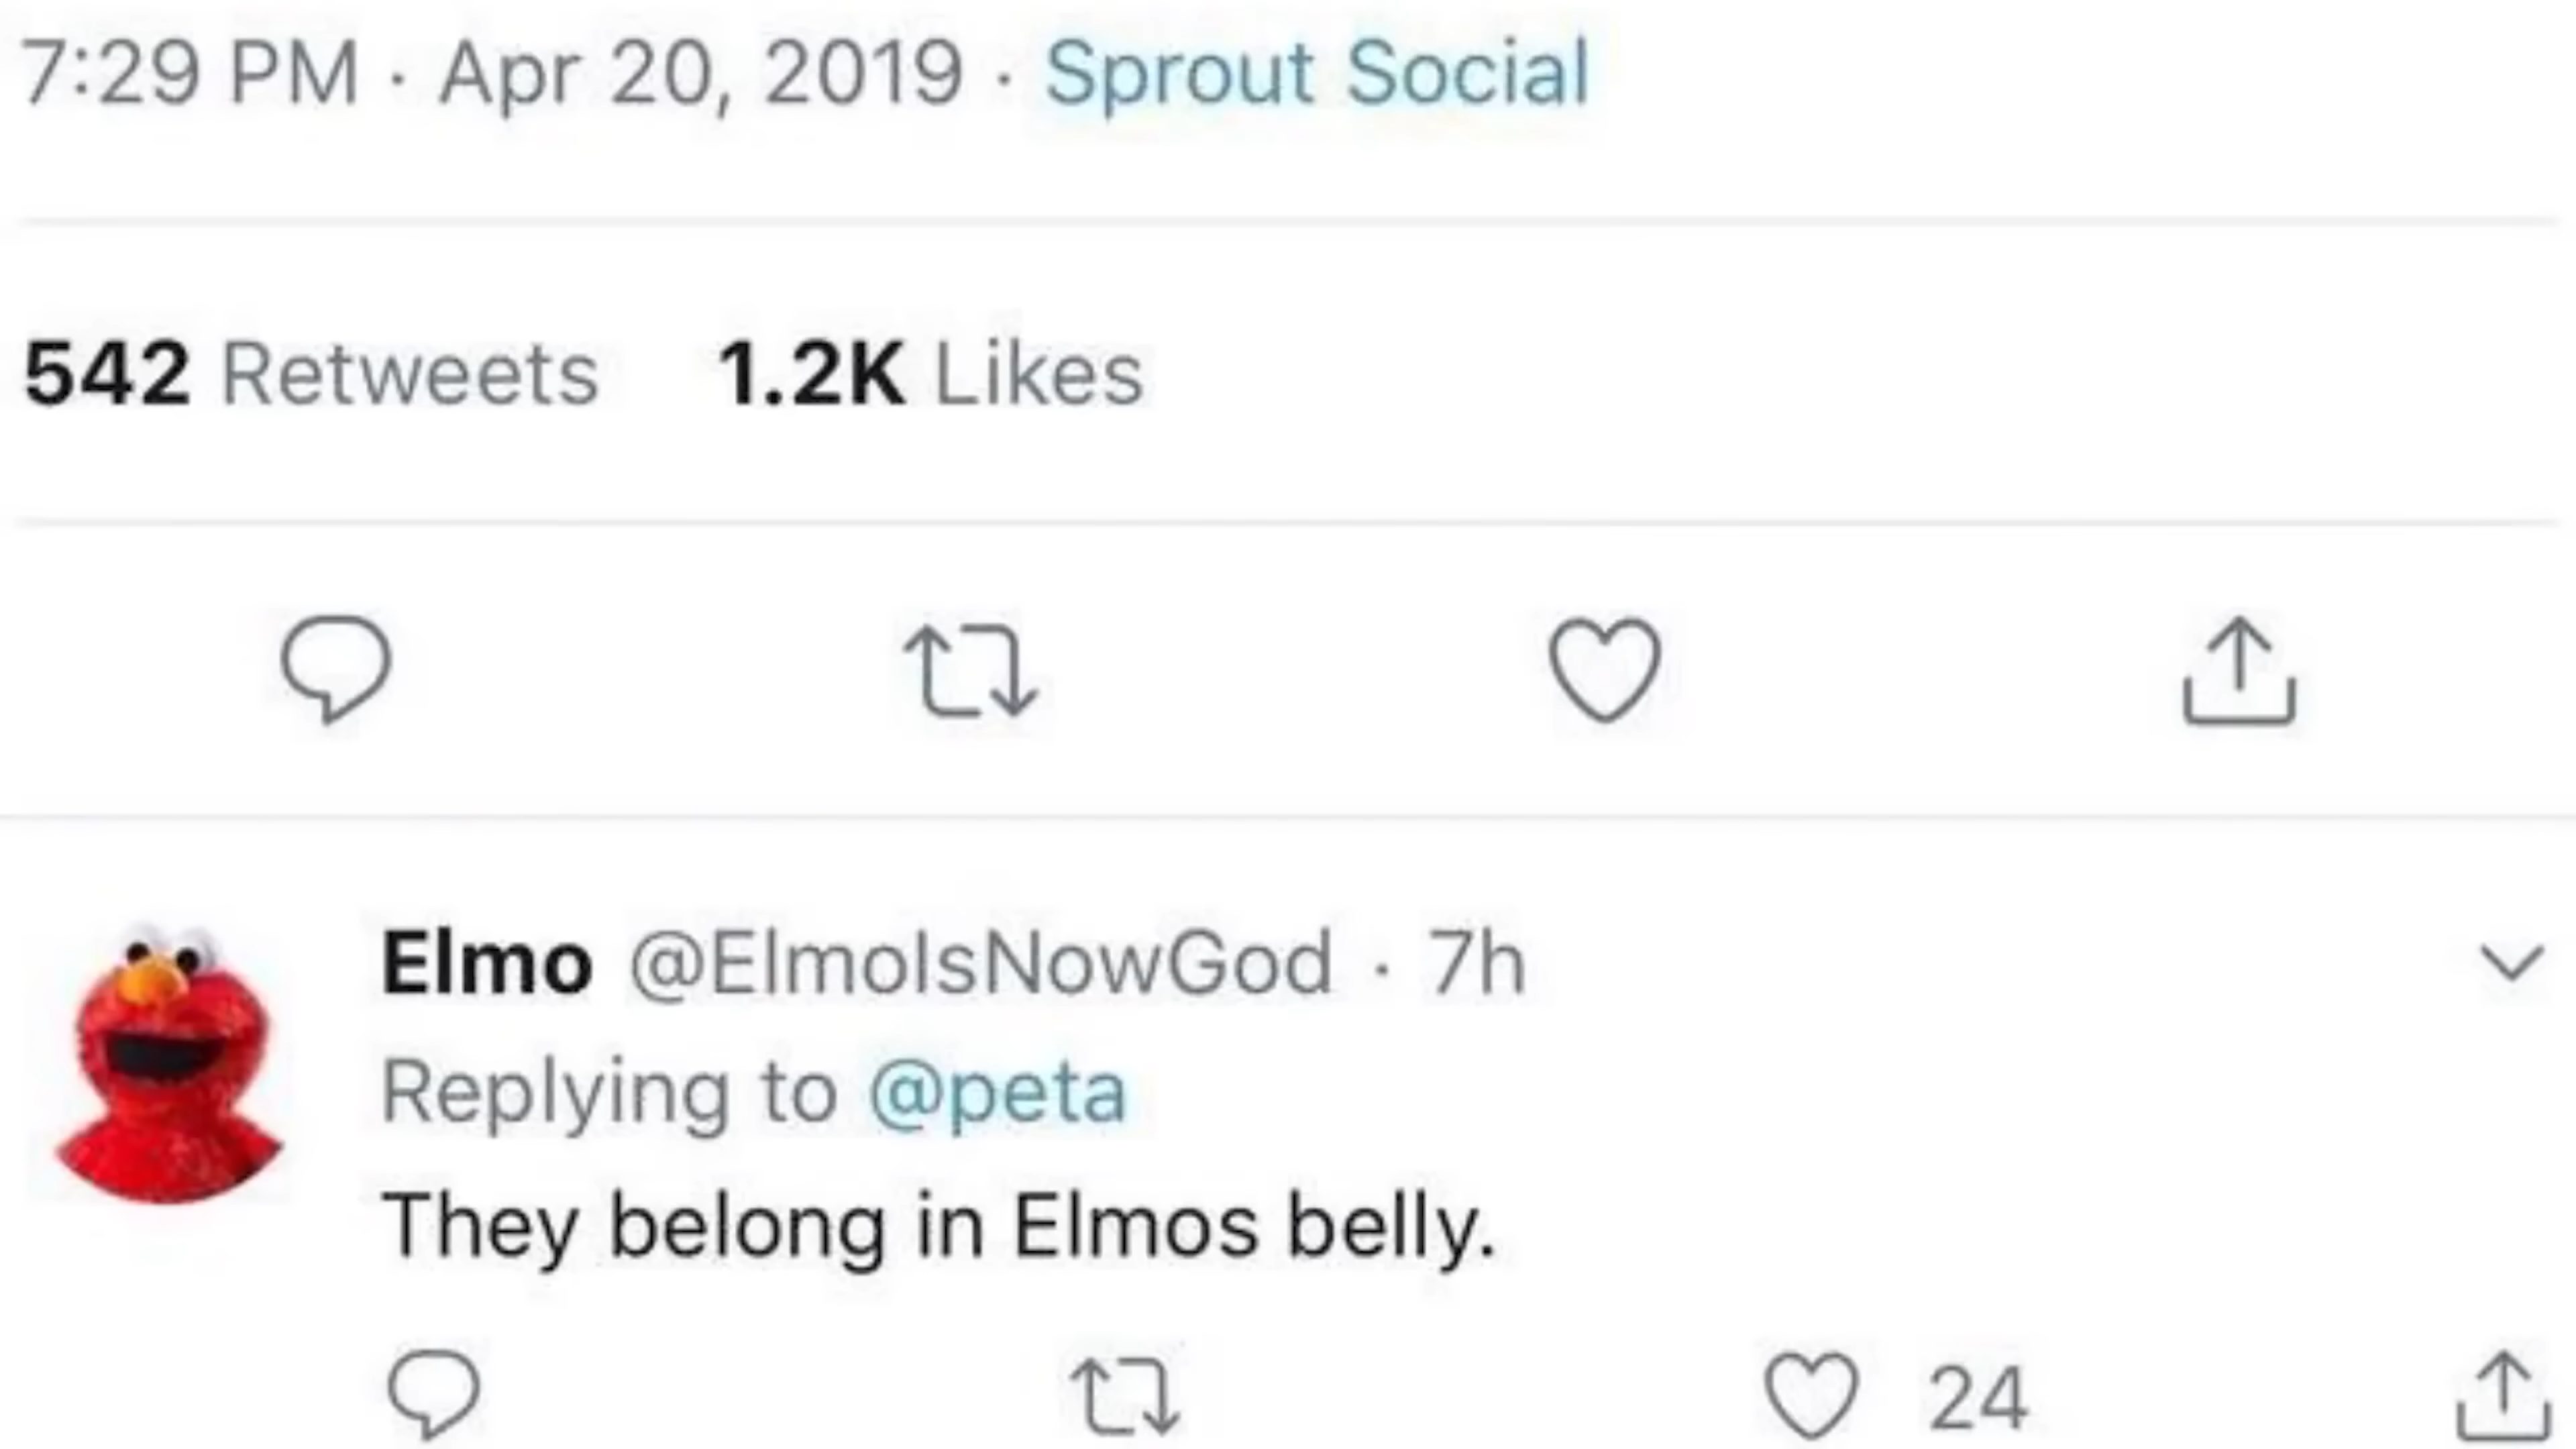 7:29 PM · Apr 20, 2019 · Sprout Social
542 Retweets 1.2K Likes
Elmo @ElmoIsNowGod · 7h
Replying to @peta
They belong in Elmos belly.
24